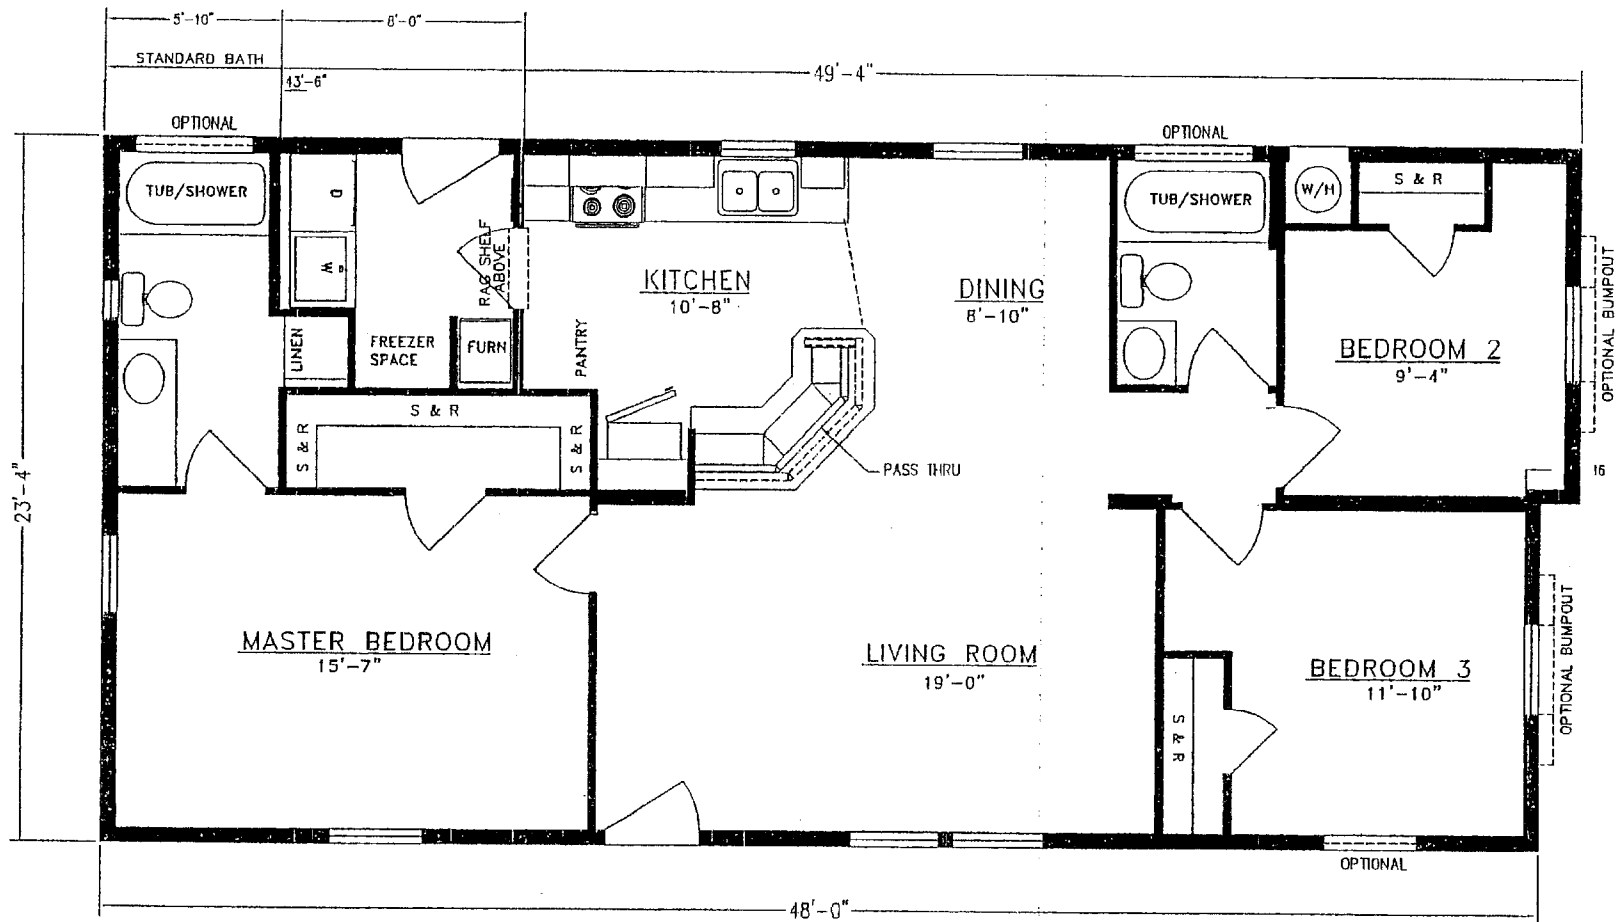 5'-10"
8'-0"
STANDARD BATH
43'-6"
49'-4"
OPTIONAL
OPTIONAL
TUB/SHOWER
D
W
RAG SHELF
ABOVE
KITCHEN
10'-8"
DINING
8'-10"
TUB/SHOWER
W/H
S & R
OPTIONAL BUMPOUT
BEDROOM 2
9'-4"
LINEN
FREEZER
SPACE
FURN
PANTRY
S & R
S & R
S & R
PASS THRU
16
23'-4"
MASTER BEDROOM
15'-7"
LIVING ROOM
19'-0"
BEDROOM 3
11'-10"
S & R
OPTIONAL BUMPOUT
OPTIONAL
48'-0"